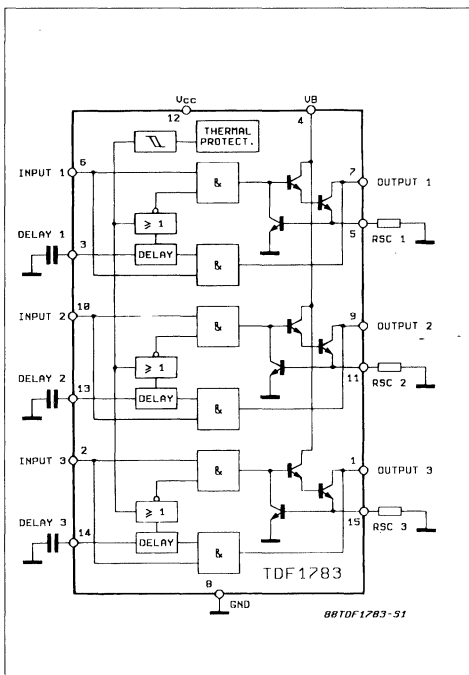 Vcc
12
VB
4
THERMAL
PROTECT.
INPUT 1
6
&
7
OUTPUT 1
≥ 1
5
RSC 1
DELAY 1
3
DELAY
&
INPUT 2
10
&
9
OUTPUT 2
≥ 1
11
RSC 2
DELAY 2
13
DELAY
&
INPUT 3
2
&
1
OUTPUT 3
≥ 1
15
RSC 3
DELAY 3
14
DELAY
&
TDF1783
8
GND
88TDF1783-S1